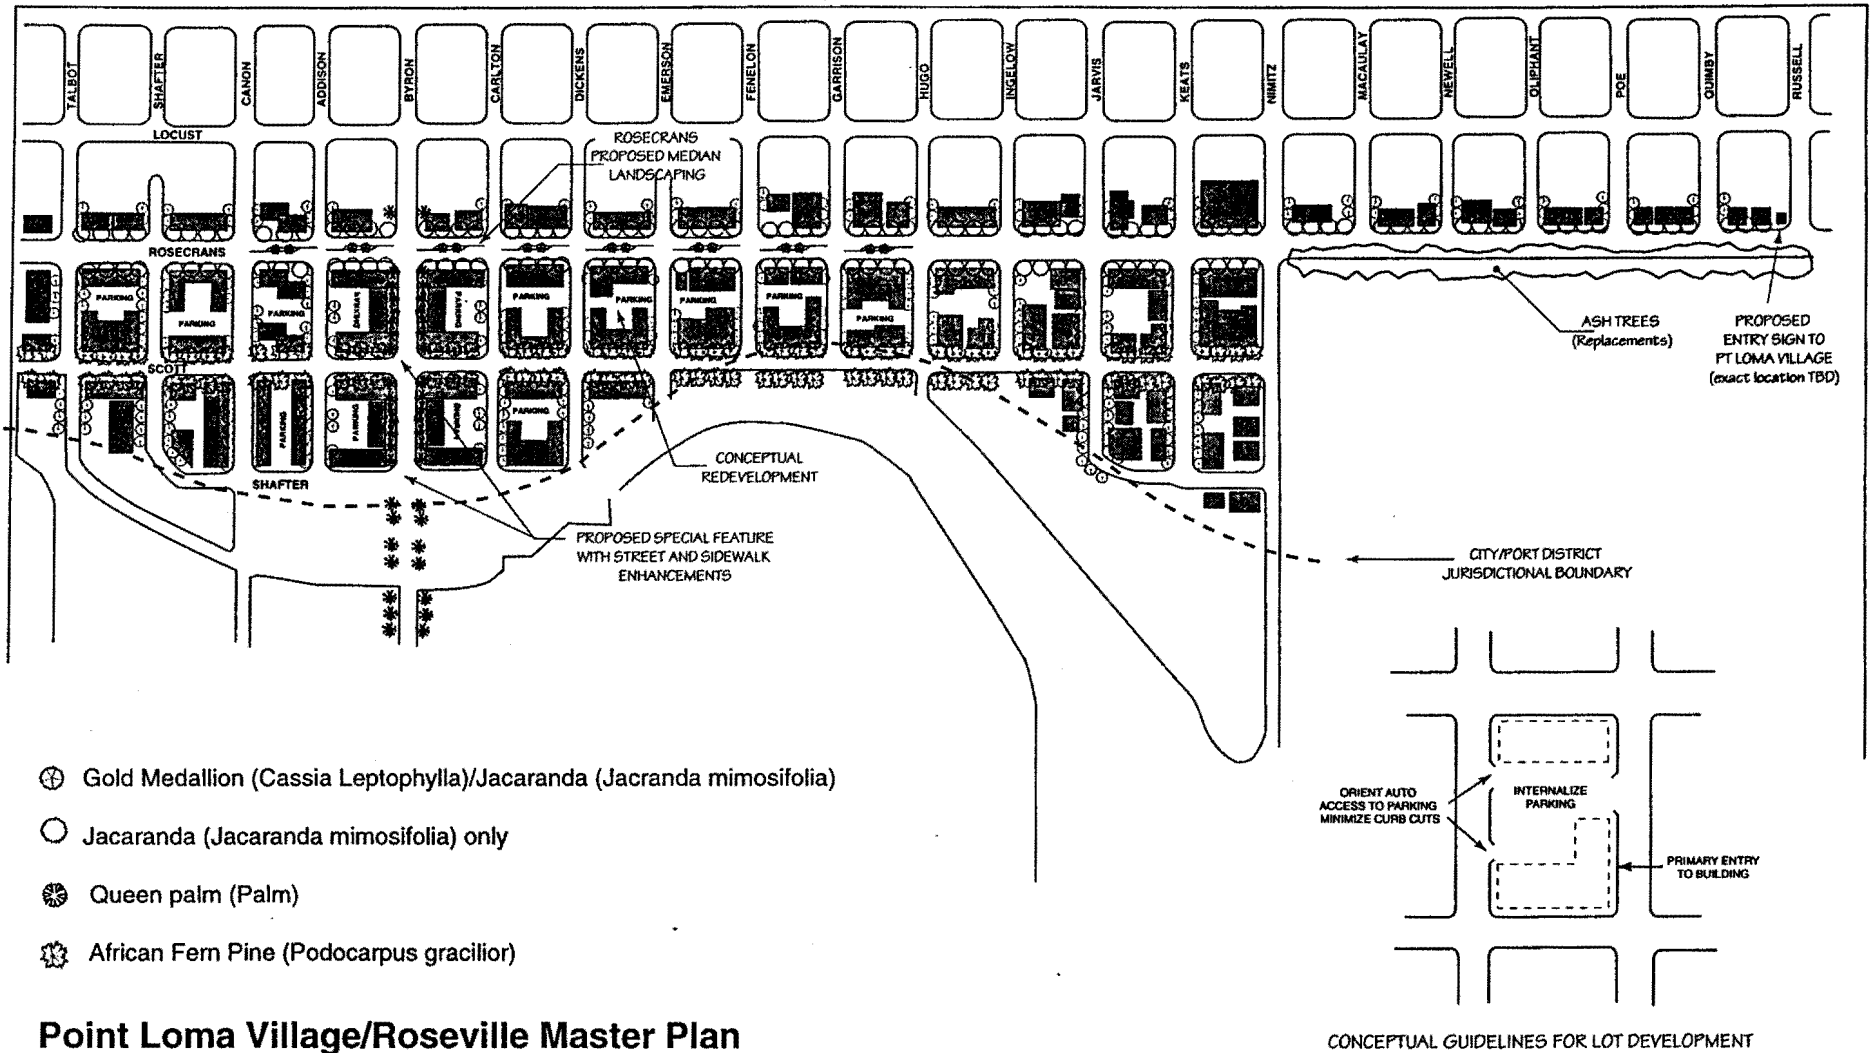 TALBOT
SHAFTER
CANON
ADDISON
BYRON
CARLTON
DICKENS
EMERSON
FENELON
GARRISON
HUGO
INGELOW
JARVIS
KEATS
NIMITZ
MACAULAY
NEWELL
OLIPHANT
POE
QUIMBY
RUSSELL
LOCUST
ROSECRANS
PROPOSED MEDIAN
LANDSCAPING
ROSECRANS
PARKING
PARKING
PARKING
PARKING
PARKING
PARKING
PARKING
PARKING
PARKING
PARKING
ASH TREES
(Replacements)
PROPOSED
ENTRY SIGN TO
PT LOMA VILLAGE
(exact location TBD)
SCOTT
PARKING
PARKING
PARKING
PARKING
SHAFTER
CONCEPTUAL
REDEVELOPMENT
PROPOSED SPECIAL FEATURE
WITH STREET AND SIDEWALK
ENHANCEMENTS
CITY/PORT DISTRICT
JURISDICTIONAL BOUNDARY
Gold Medallion (Cassia Leptophylla)/Jacaranda (Jacranda mimosifolia)
Jacaranda (Jacaranda mimosifolia) only
Queen palm (Palm)
African Fern Pine (Podocarpus gracilior)
ORIENT AUTO
ACCESS TO PARKING
MINIMIZE CURB CUTS
INTERNALIZE
PARKING
PRIMARY ENTRY
TO BUILDING
Point Loma Village/Roseville Master Plan
CONCEPTUAL GUIDELINES FOR LOT DEVELOPMENT